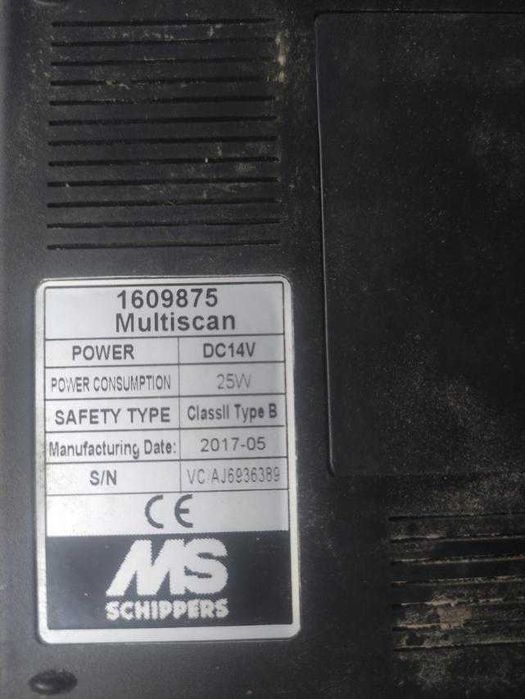 1609875
Multiscan
POWER DC14V
POWER CONSUMPTION 25W
SAFETY TYPE ClassII Type B
Manufacturing Date: 2017-05
S/N VC/AJ6936389
CE
MS
SCHIPPERS